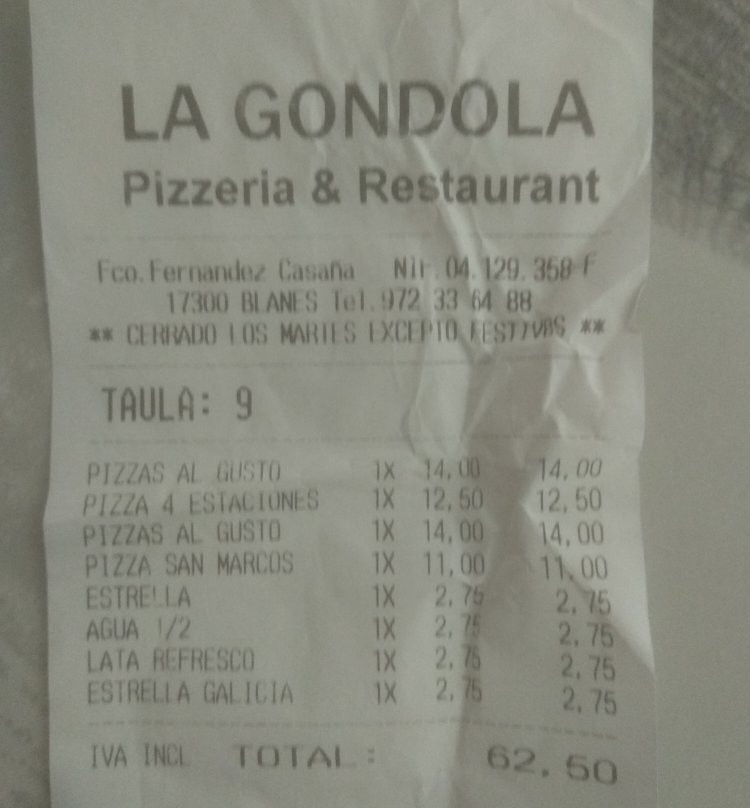 LA GONDOLA
Pizzeria & Restaurant
Fco. Fernandez Casaña Nif. 04.129.358-F
17300 BLANES Tel. 972 33 64 88
** CERRADO LOS MARTES EXCEPTO FESTIVOS **
TAULA: 9
PIZZAS AL GUSTO 1X 14,00 14,00
PIZZA 4 ESTACIONES 1X 12,50 12,50
PIZZAS AL GUSTO 1X 14,00 14,00
PIZZA SAN MARCOS 1X 11,00 11,00
ESTRELLA 1X 2,75 2,75
AGUA 1/2 1X 2,75 2,75
LATA REFRESCO 1X 2,75 2,75
ESTRELLA GALICIA 1X 2,75 2,75
IVA INCL TOTAL: 62,50